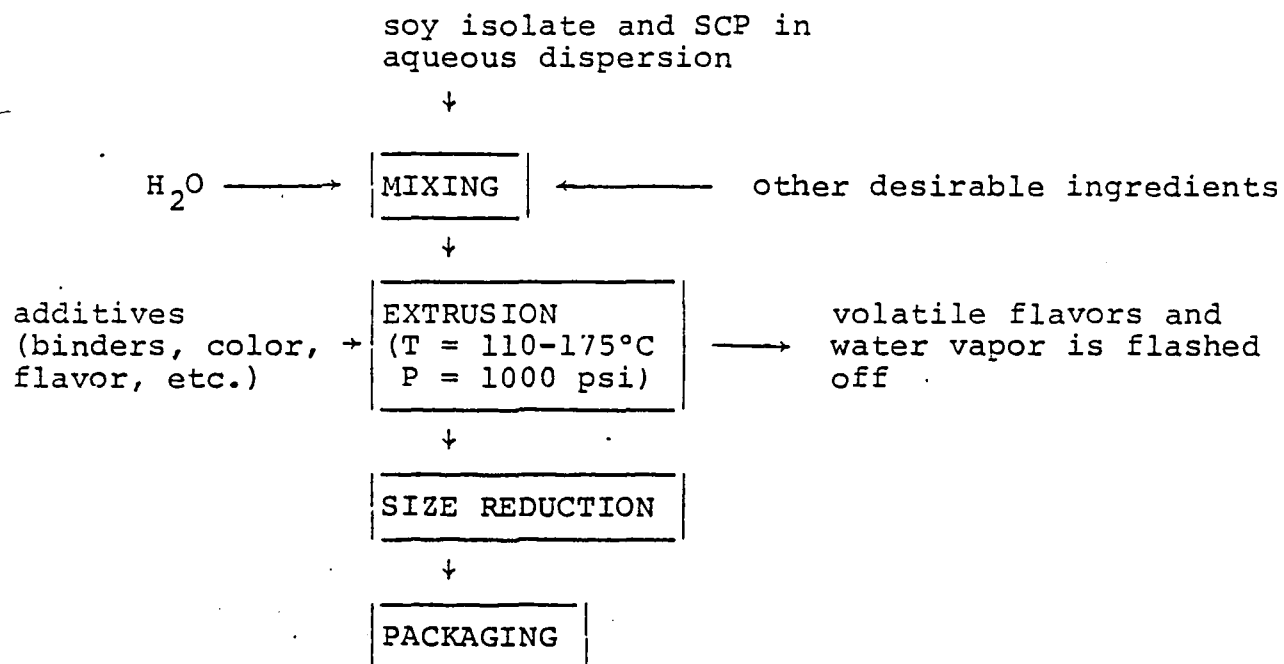 soy isolate and SCP in
aqueous dispersion
↓
H₂O → MIXING ← other desirable ingredients
↓
additives
(binders, color, →
flavor, etc.)
EXTRUSION
(T = 110-175°C
P = 1000 psi)
→ volatile flavors and
water vapor is flashed
off
↓
SIZE REDUCTION
↓
PACKAGING